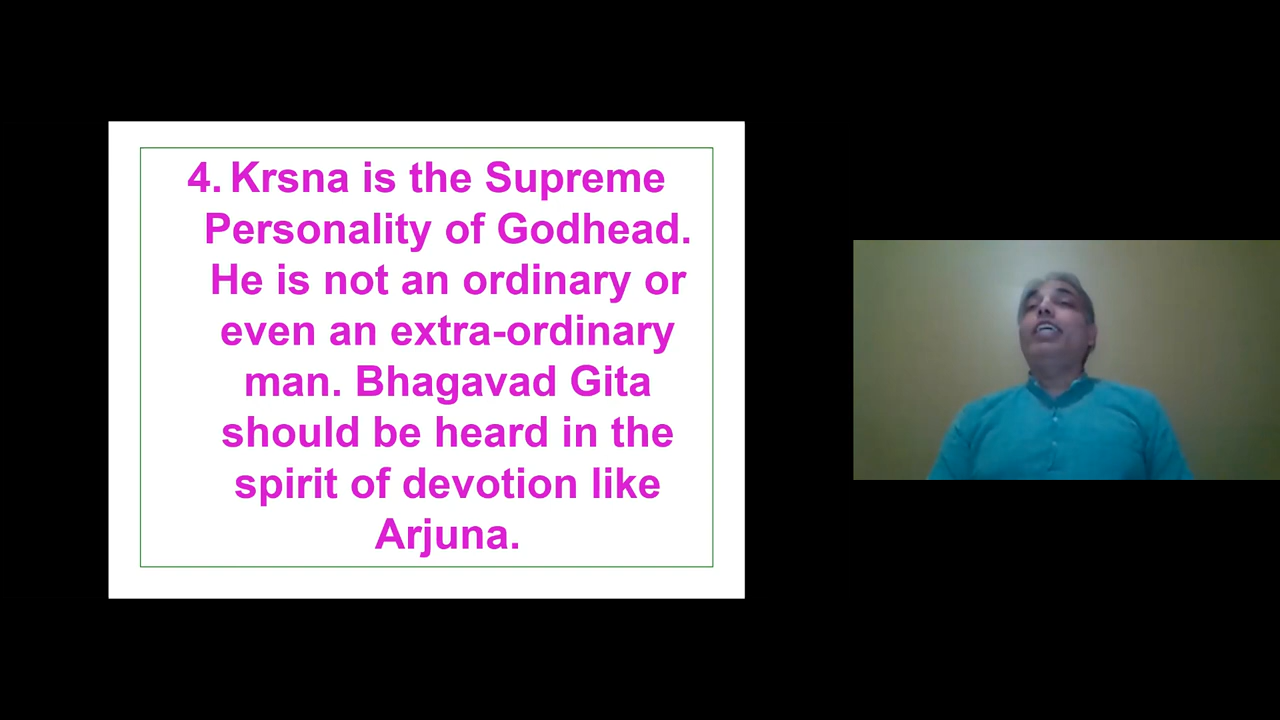 4. Krsna is the Supreme
Personality of Godhead.
He is not an ordinary or
even an extra-ordinary
man. Bhagavad Gita
should be heard in the
spirit of devotion like
Arjuna.